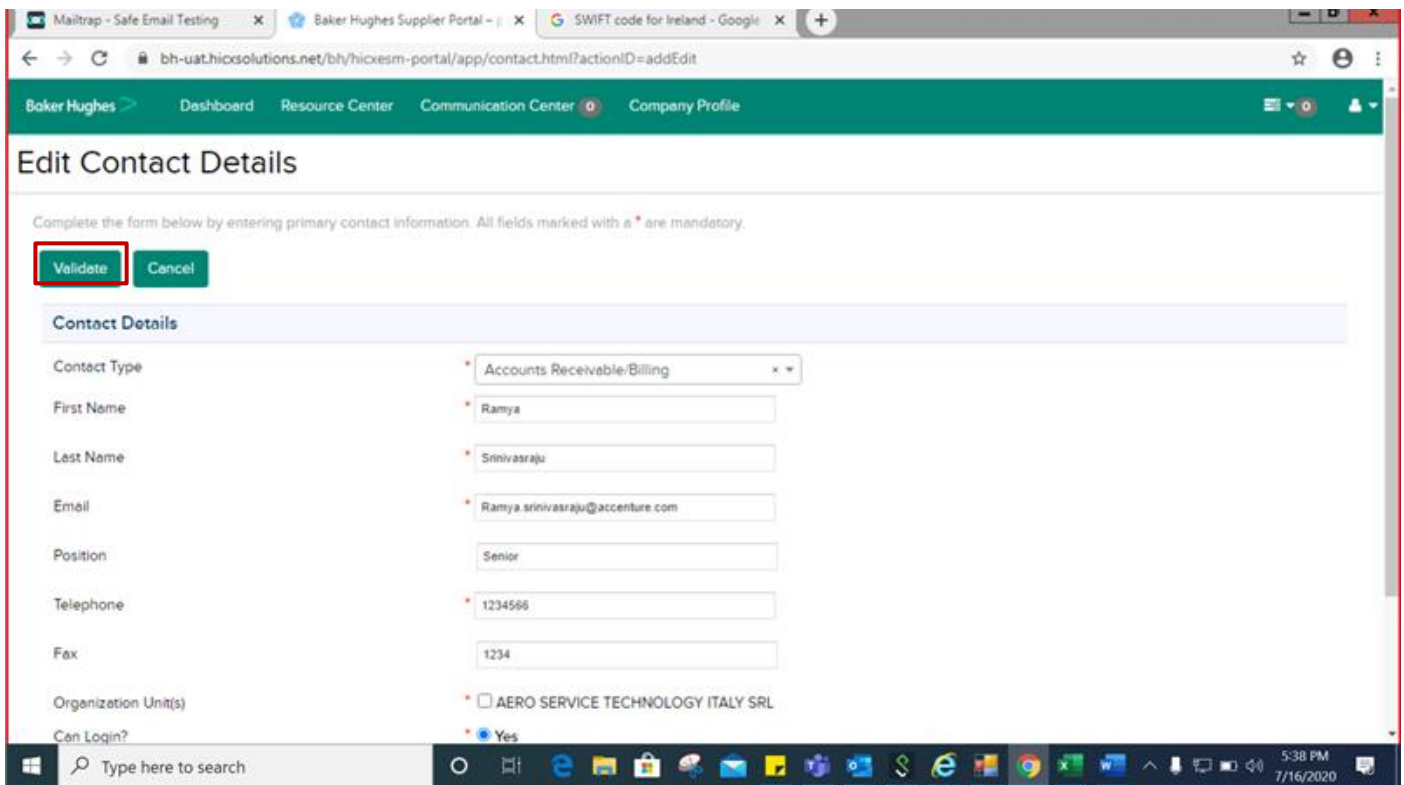 Mailtrap - Safe Email Testing
Baker Hughes Supplier Portal –
SWIFT code for Ireland - Google
bh-uat.hicxsolutions.net/bh/hicxesm-portal/app/contact.html?actionID=addEdit
Baker Hughes Dashboard Resource Center Communication Center 0 Company Profile 0
Edit Contact Details
Complete the form below by entering primary contact information. All fields marked with a * are mandatory.
Validate Cancel
Contact Details
Contact Type * Accounts Receivable/Billing
First Name * Ramya
Last Name * Srinivasraju
Email * Ramya.srinivasraju@accenture.com
Position Senior
Telephone * 1234566
Fax 1234
Organization Unit(s) * AERO SERVICE TECHNOLOGY ITALY SRL
Can Login? * Yes
Type here to search
5:38 PM
7/16/2020